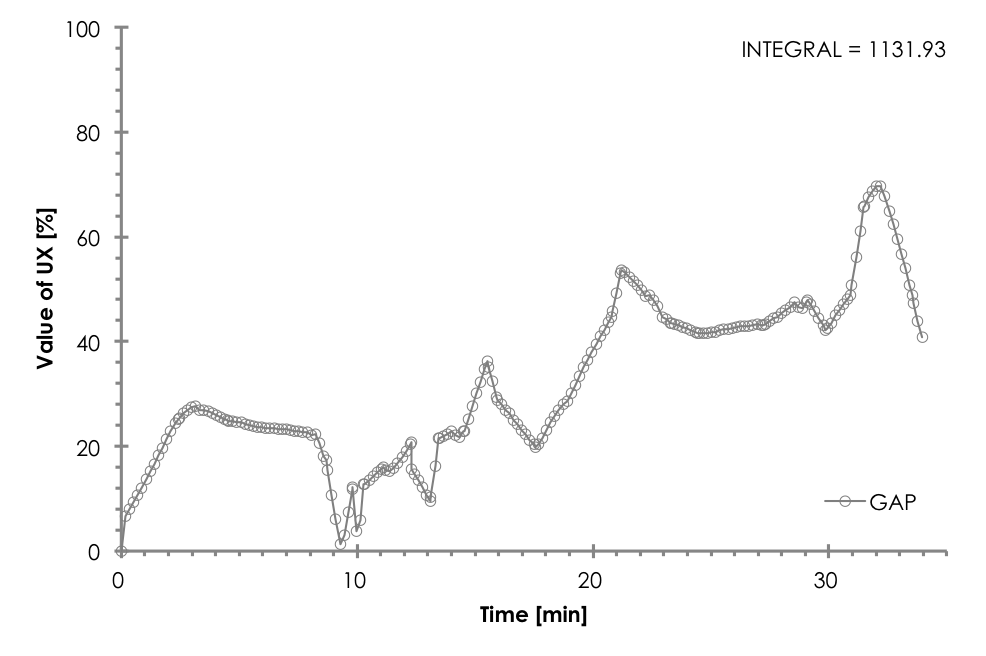 INTEGRAL = 1131.93
Value of UX [%]
100
80
60
40
20
0
GAP
0 10 20 30
Time [min]